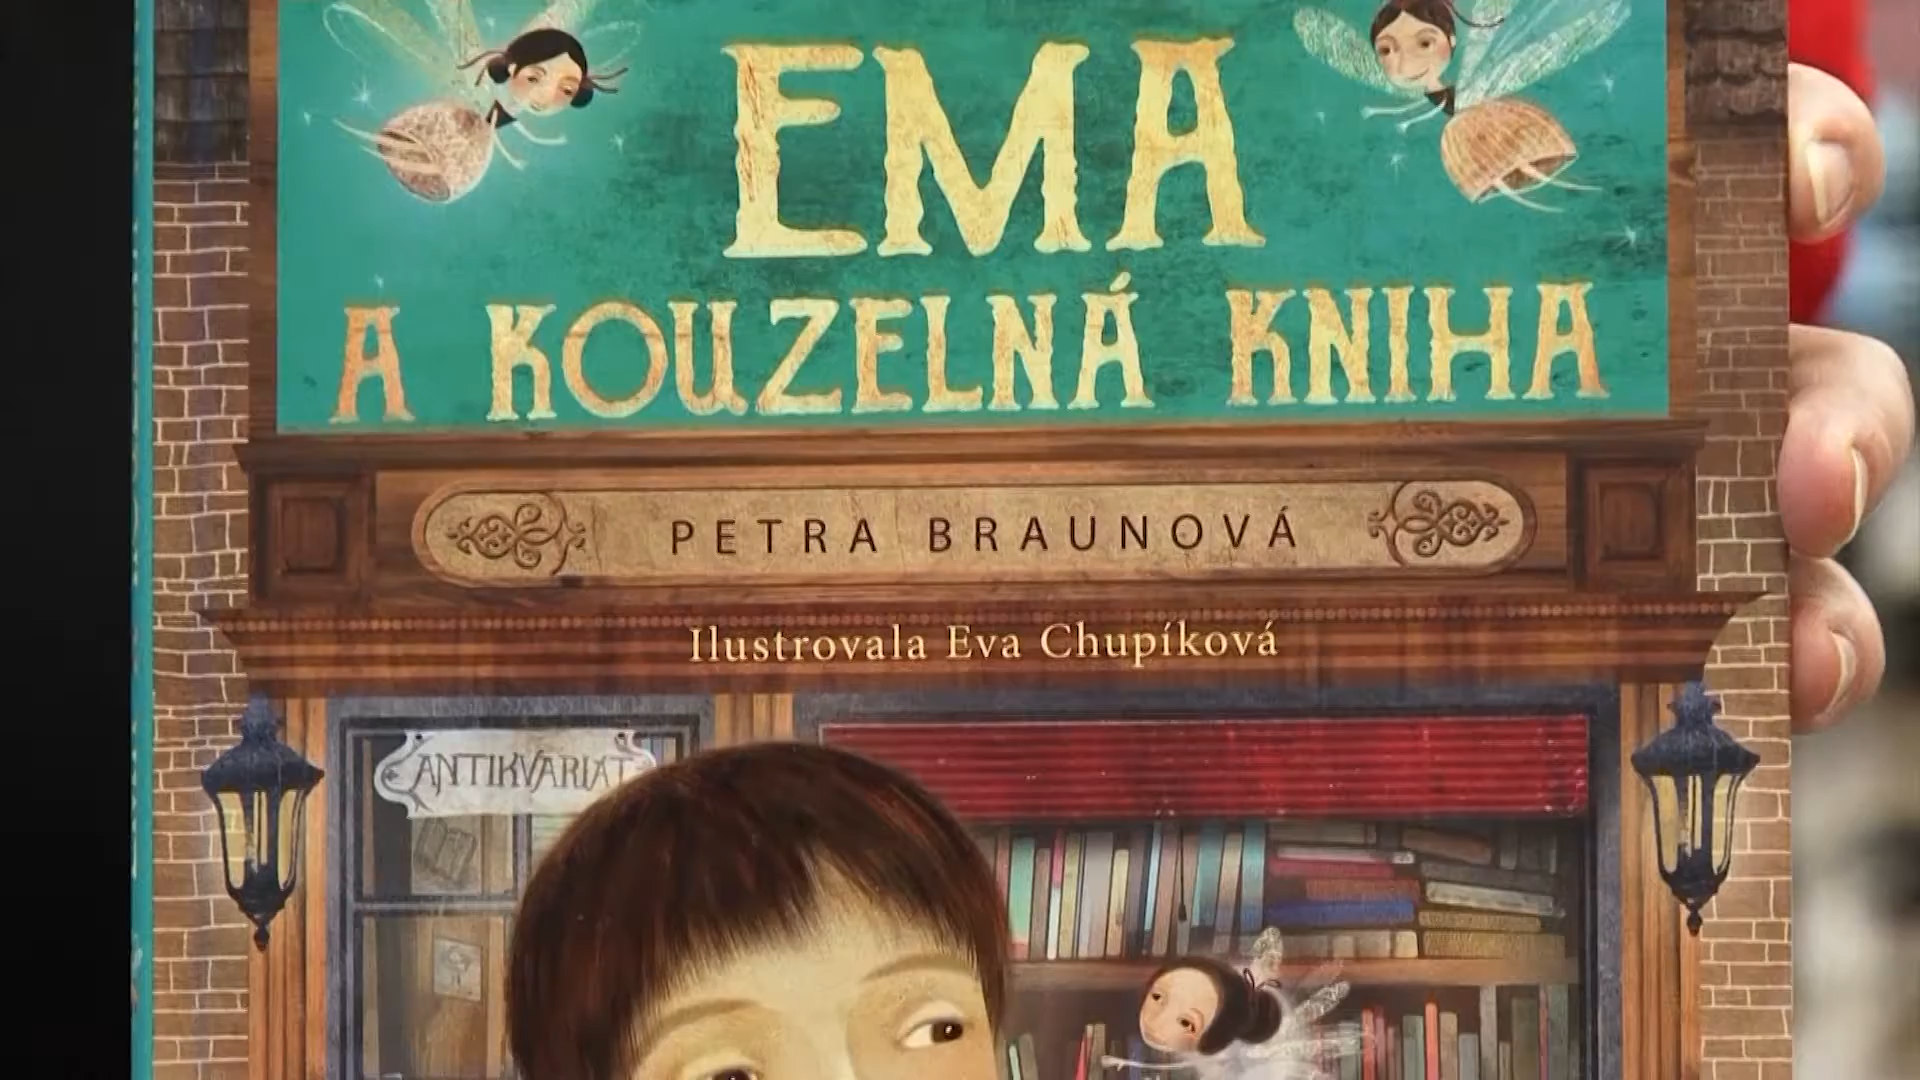 EMA
A KOUZELNÁ KNIHA
PETRA BRAUNOVÁ
Ilustrovala Eva Chupíková
ANTIKVARIAT